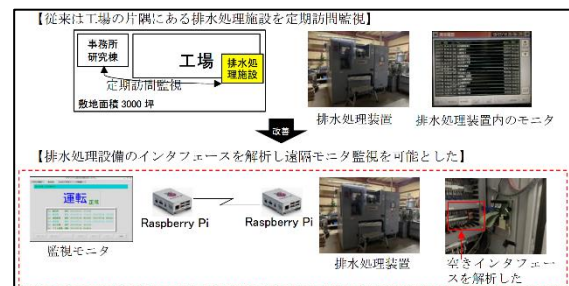 【従来は工場の片隅にある排水処理施設を定期訪問監視】
事務所
研究棟
工場
排水処
理施設
定期訪問監視
敷地面積 3000 坪
排水処理装置
排水処理装置内のモニタ
改善
【排水処理設備のインタフェースを解析し遠隔モニタ監視を可能とした】
運転
Raspberry Pi
Raspberry Pi
監視モニタ
排水処理装置
空きインタフェー
スを解析した